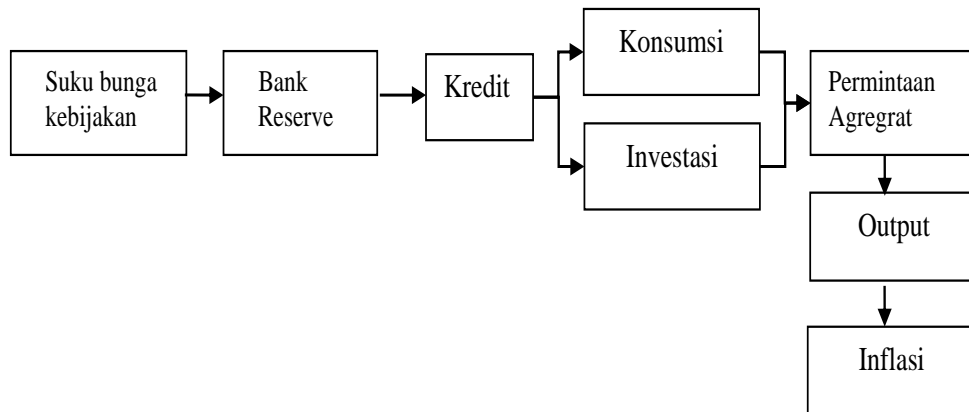 Suku bunga
kebijakan
Bank
Reserve
Kredit
Konsumsi
Investasi
Permintaan
Agregrat
Output
Inflasi